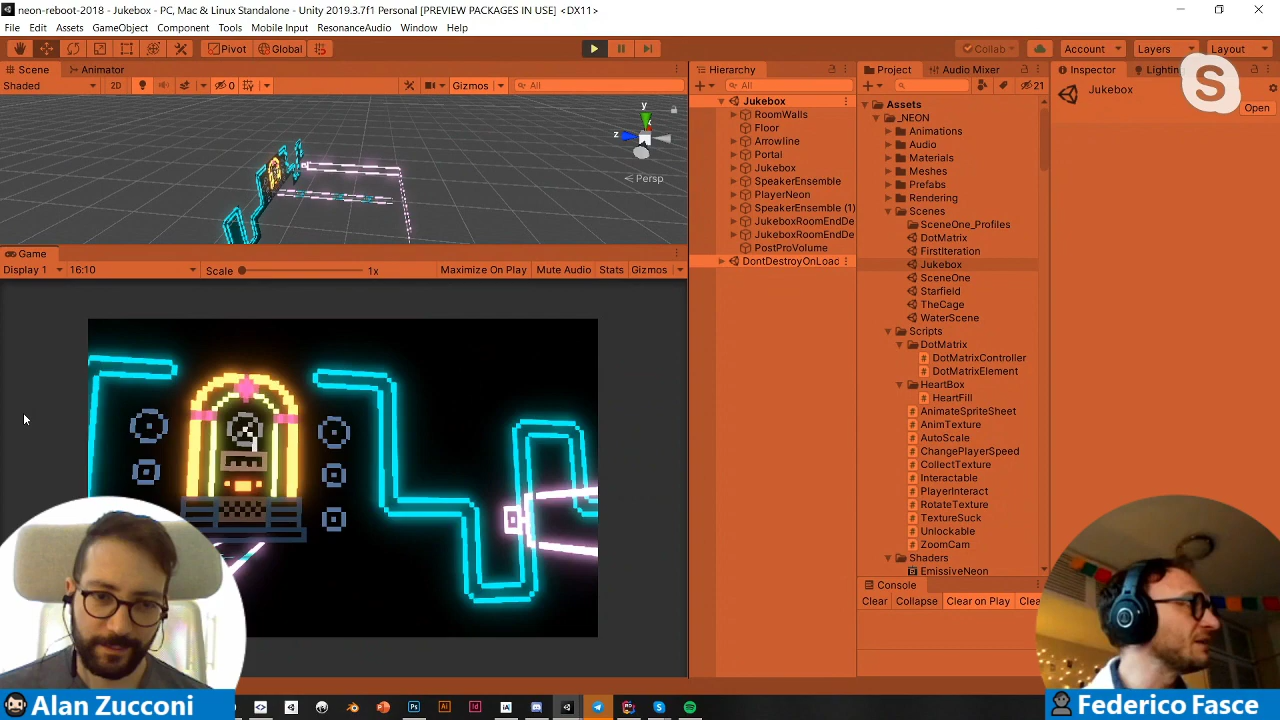 neon-reboot-2018 - Jukebox - PC, Mac & Linux Standalone - Unity 2019.3.7f1 Personal [PREVIEW PACKAGES IN USE] <DX11>
File Edit Assets GameObject Component Tools Mobile Input ResonanceAudio Window Help
Pivot Global Collab Account Layers Layout
Scene Animator
Shaded 2D 0 Gizmos All
y
z
Persp
Game
Display 1 16:10 Scale 1x Maximize On Play Mute Audio Stats Gizmos
Hierarchy
All
Jukebox
RoomWalls
Floor
Arrowline
Portal
Jukebox
SpeakerEnsemble
PlayerNeon
SpeakerEnsemble (1)
JukeboxRoomEndDe
JukeboxRoomEndDe
PostProVolume
DontDestroyOnLoad
Project Audio Mixer
21
Assets
_NEON
Animations
Audio
Materials
Meshes
Prefabs
Rendering
Scenes
SceneOne_Profiles
DotMatrix
FirstIteration
Jukebox
SceneOne
Starfield
TheCage
WaterScene
Scripts
DotMatrix
DotMatrixController
DotMatrixElement
HeartBox
HeartFill
AnimateSpriteSheet
AnimTexture
AutoScale
ChangePlayerSpeed
CollectTexture
Interactable
PlayerInteract
RotateTexture
TextureSuck
Unlockable
ZoomCam
Shaders
EmissiveNeon
Console
Clear Collapse Clear on Play Clea
Inspector Lighting
Jukebox
Open
S
Alan Zucconi
Federico Fasce